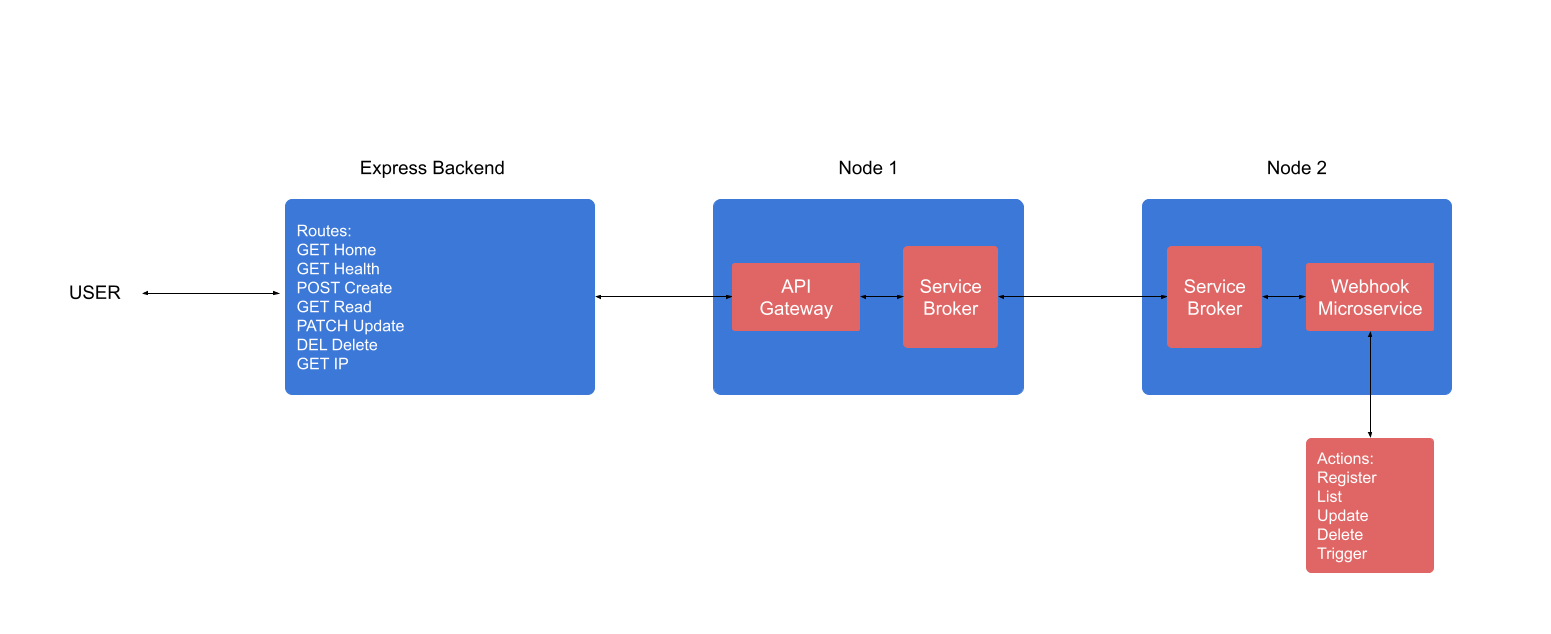 Express Backend
Node 1
Node 2
USER
Routes:
GET Home
GET Health
POST Create
GET Read
PATCH Update
DEL Delete
GET IP
API
Gateway
Service
Broker
Service
Broker
Webhook
Microservice
Actions:
Register
List
Update
Delete
Trigger